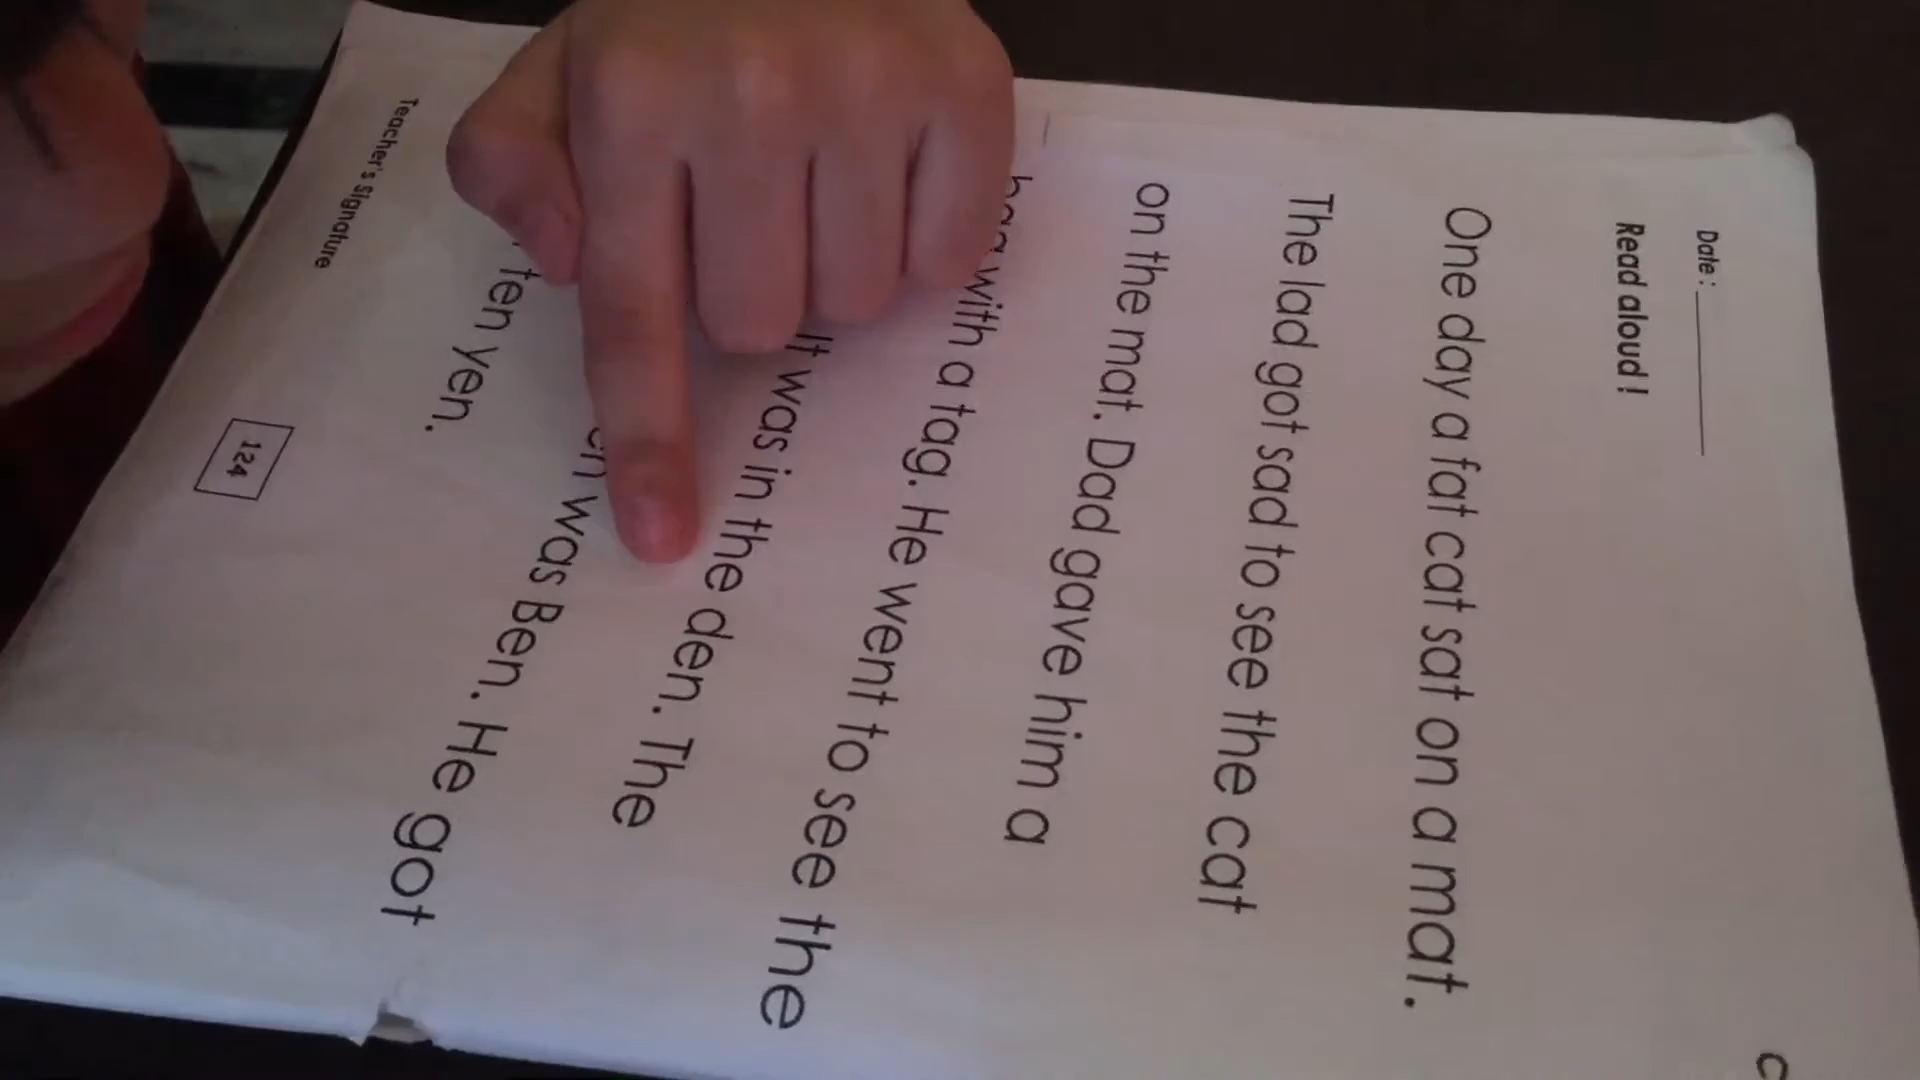 Date :
Read aloud !
One day a fat cat sat on a mat.
The lad got sad to see the cat
on the mat. Dad gave him a
with a tag. He went to see the
It was in the den. The
was Ben. He got
ten yen.
Teacher's Signature
124